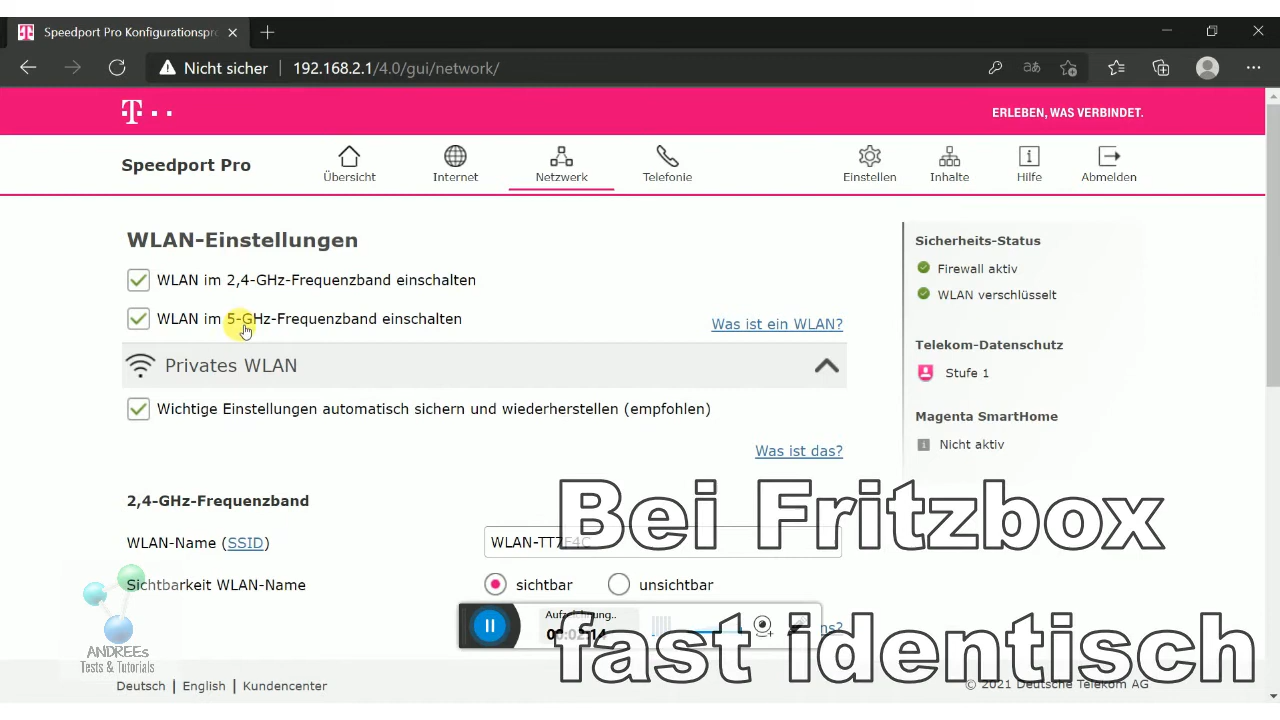 Speedport Pro Konfigurationspro
Nicht sicher 192.168.2.1/4.0/gui/network/
T
ERLEBEN, WAS VERBINDET.
Speedport Pro
Übersicht
Internet
Netzwerk
Telefonie
Einstellen
Inhalte
Hilfe
Abmelden
WLAN-Einstellungen
WLAN im 2,4-GHz-Frequenzband einschalten
WLAN im 5-GHz-Frequenzband einschalten
Was ist ein WLAN?
Privates WLAN
Wichtige Einstellungen automatisch sichern und wiederherstellen (empfohlen)
Was ist das?
2,4-GHz-Frequenzband
WLAN-Name (SSID)
Sichtbarkeit WLAN-Name
sichtbar
unsichtbar
Sicherheits-Status
Firewall aktiv
WLAN verschlüsselt
Telekom-Datenschutz
Stufe 1
Magenta SmartHome
Nicht aktiv
Bei Fritzbox
fast identisch
Aufzeichnung..
00:02:14
ANDREEs
Tests & Tutorials
Deutsch | English | Kundencenter
© 2021 Deutsche Telekom AG